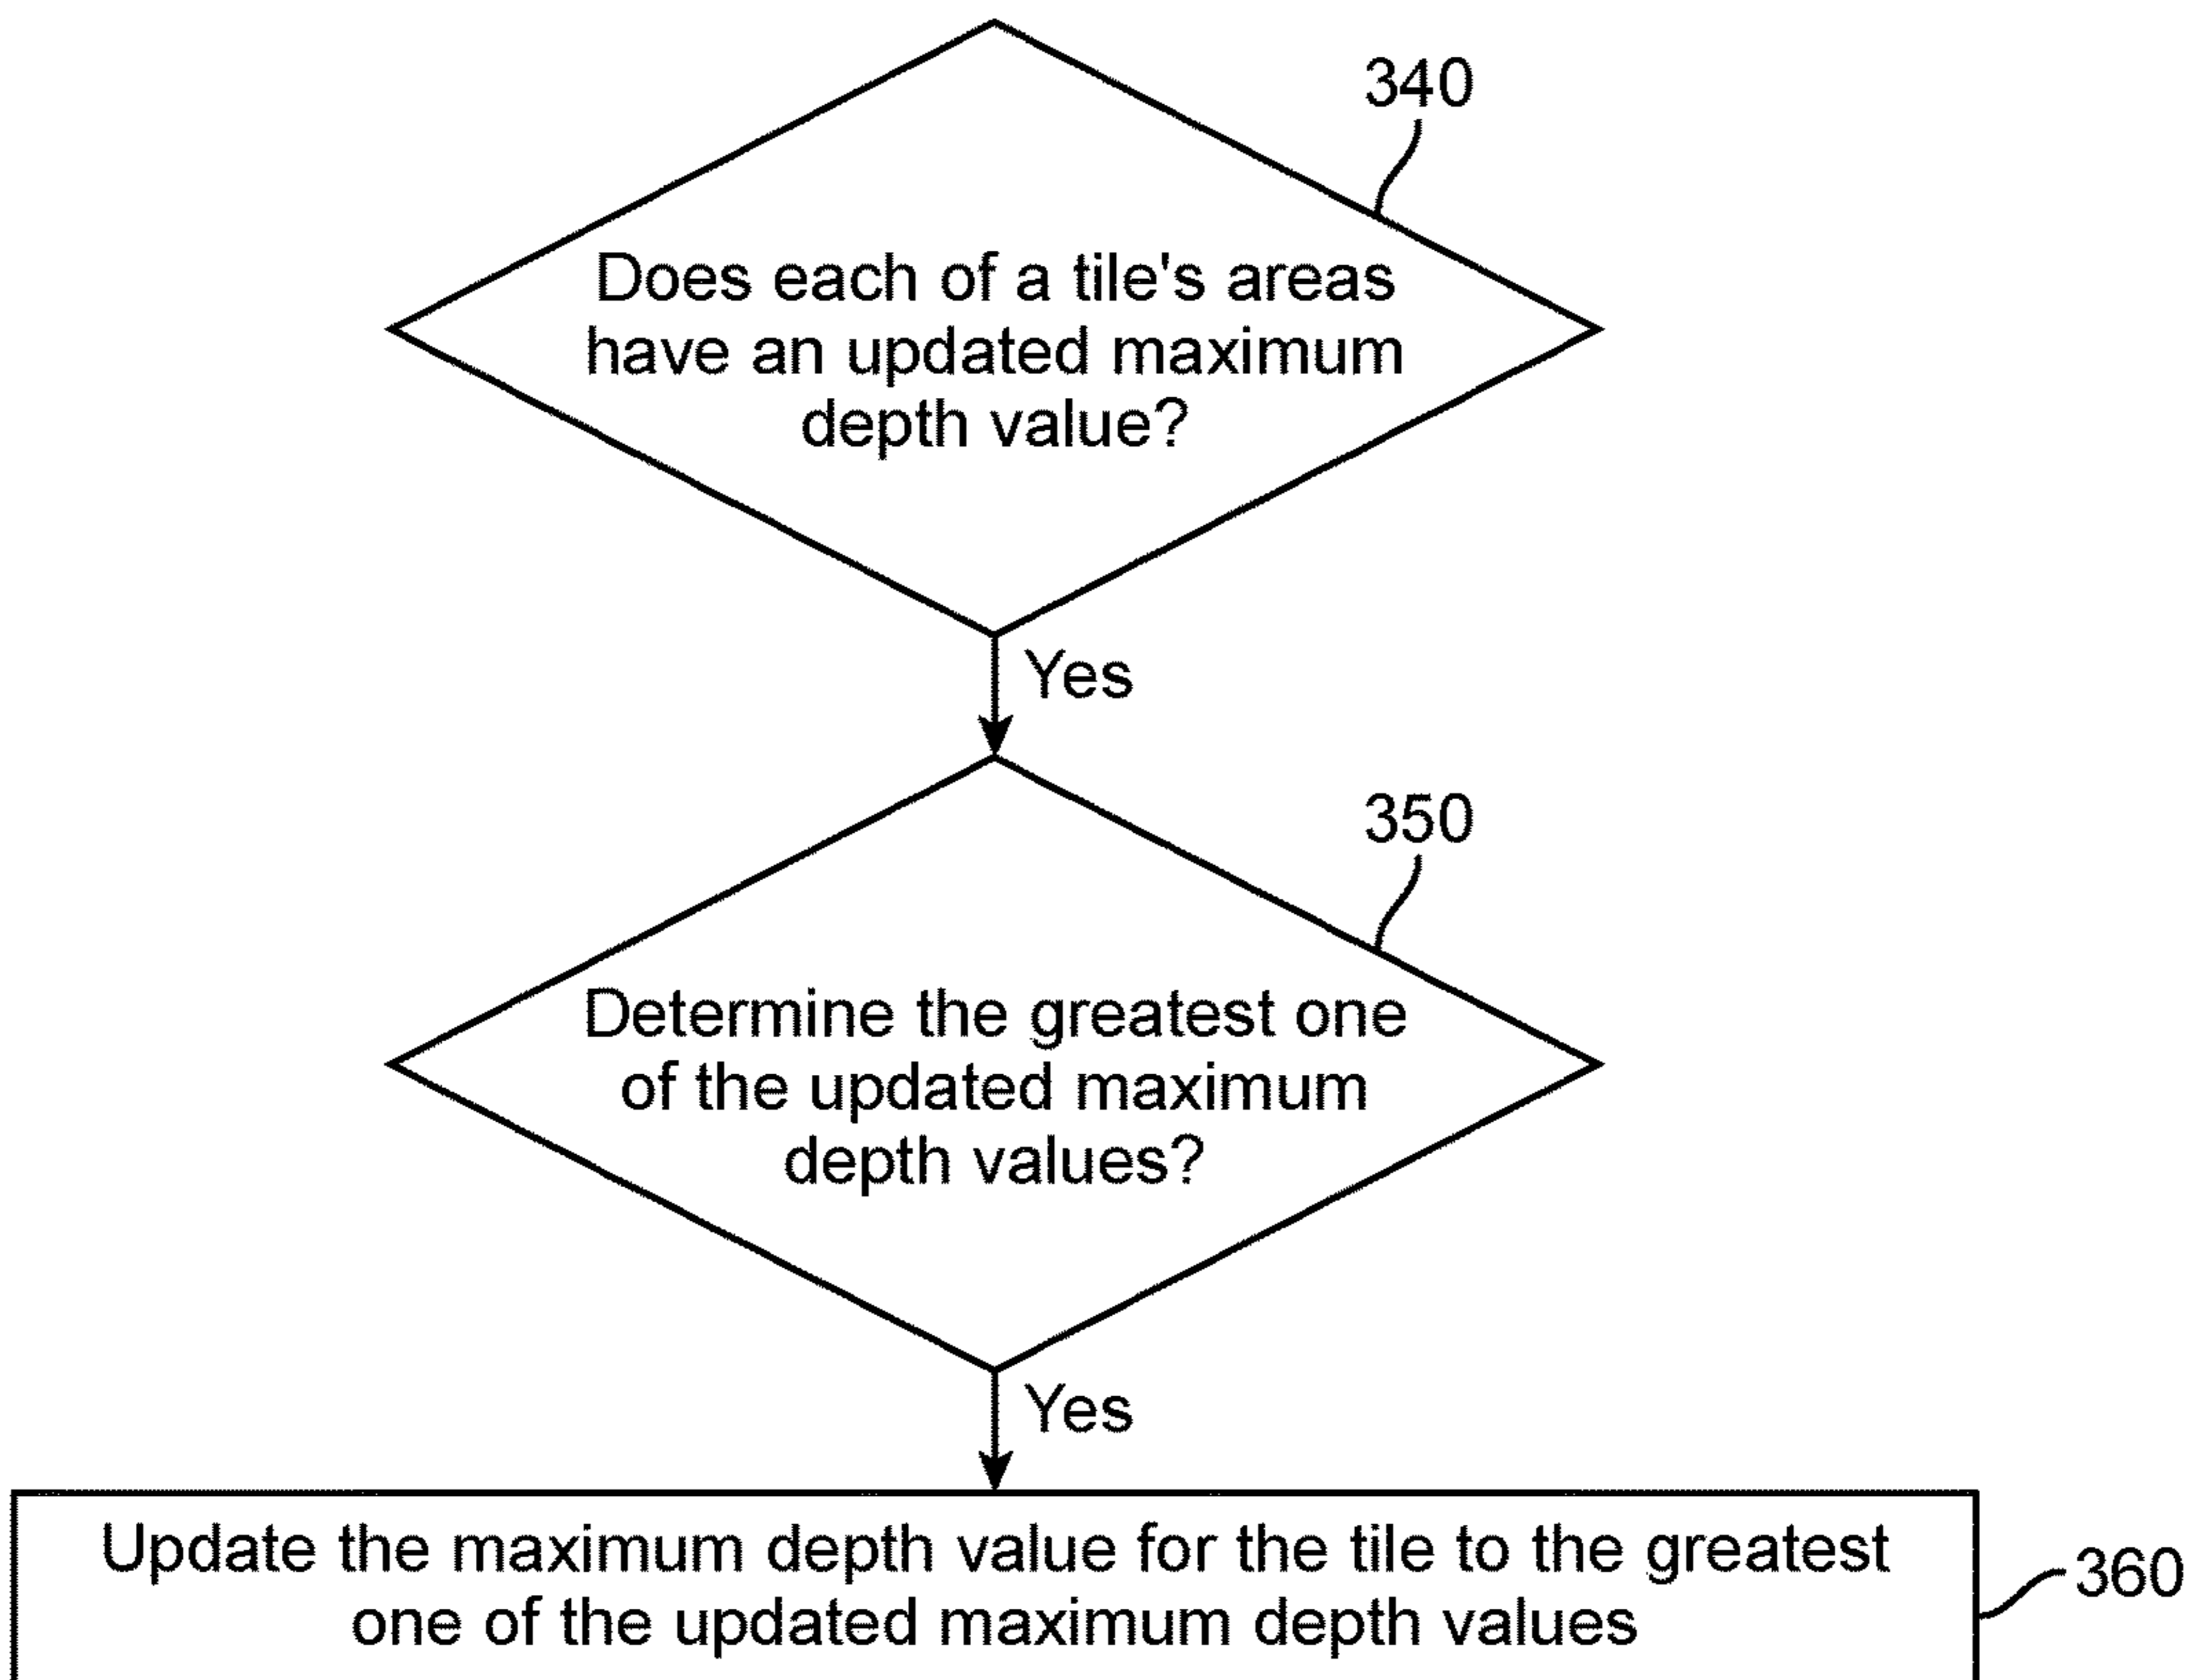 340
Does each of a tile's areas
have an updated maximum
depth value?
Yes
350
Determine the greatest one
of the updated maximum
depth values?
Yes
Update the maximum depth value for the tile to the greatest
one of the updated maximum depth values
360